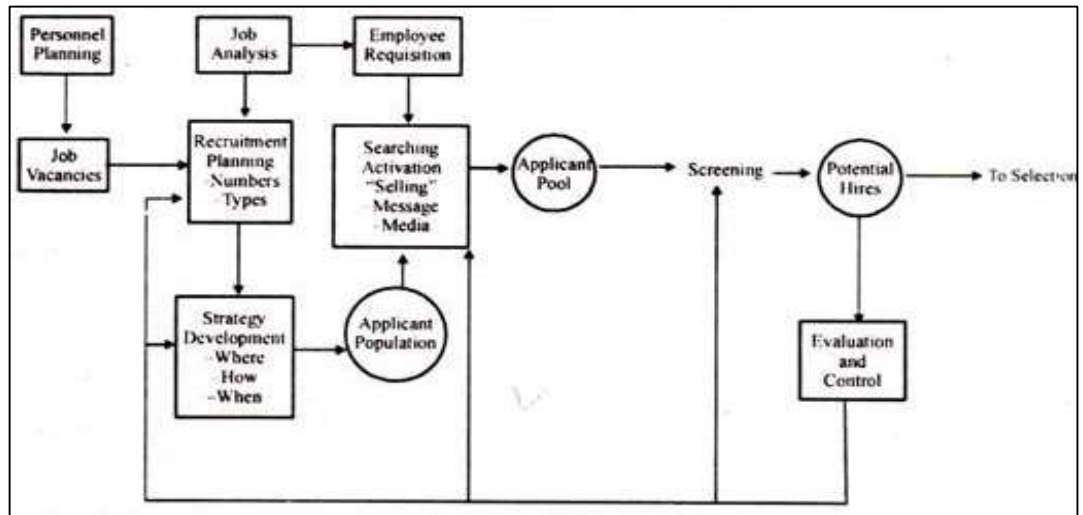 Personnel
Planning
Job
Analysis
Employee
Requisition
Job
Vacancies
Recruitment
Planning
-Numbers
-Types
Searching
Activation
"Selling"
-Message
-Media
Applicant
Pool
Screening
Potential
Hires
To Selection
Strategy
Development
-Where
-How
-When
Applicant
Population
Evaluation
and
Control